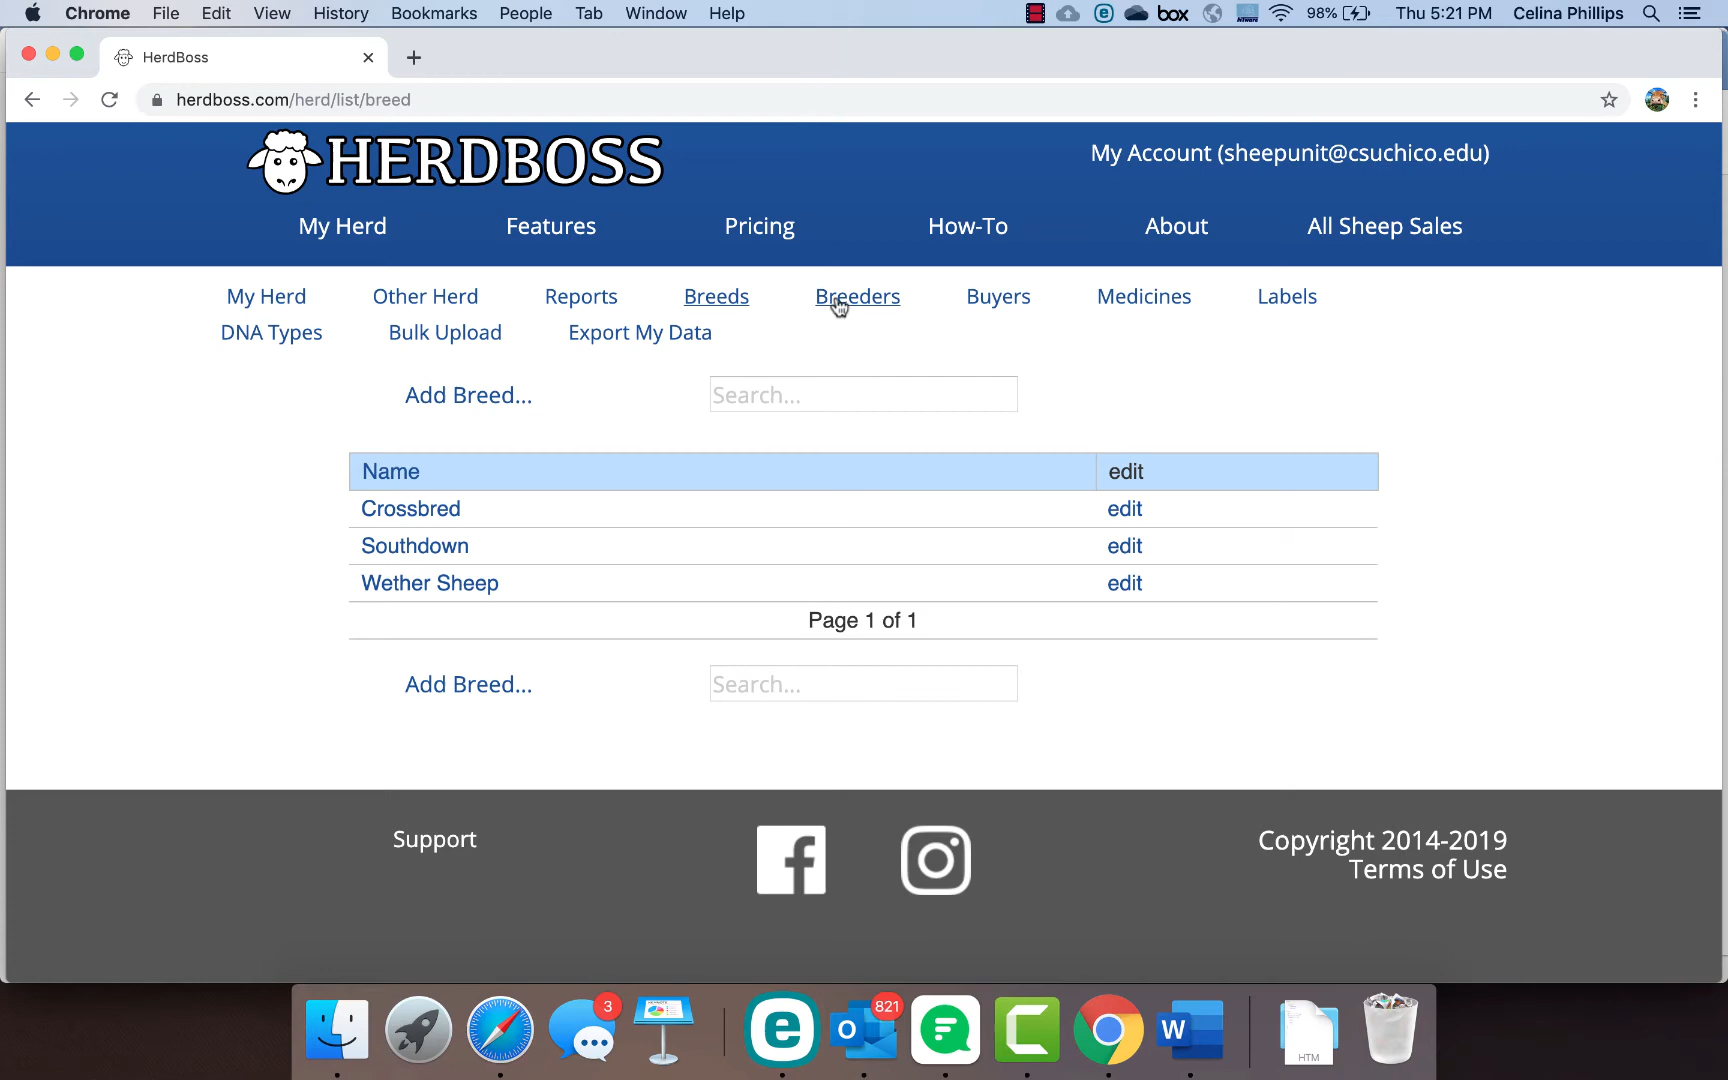 Chrome File Edit View History Bookmarks People Tab Window Help box 98% Thu 5:21 PM Celina Phillips
HerdBoss
herdboss.com/herd/list/breed
HERDBOSS
My Account (sheepunit@csuchico.edu)
My Herd Features Pricing How-To About All Sheep Sales
My Herd Other Herd Reports Breeds Breeders Buyers Medicines Labels
DNA Types Bulk Upload Export My Data
Add Breed... Search...
Name edit
Crossbred edit
Southdown edit
Wether Sheep edit
Page 1 of 1
Add Breed... Search...
Support
Copyright 2014-2019
Terms of Use
3
821
W
HTM